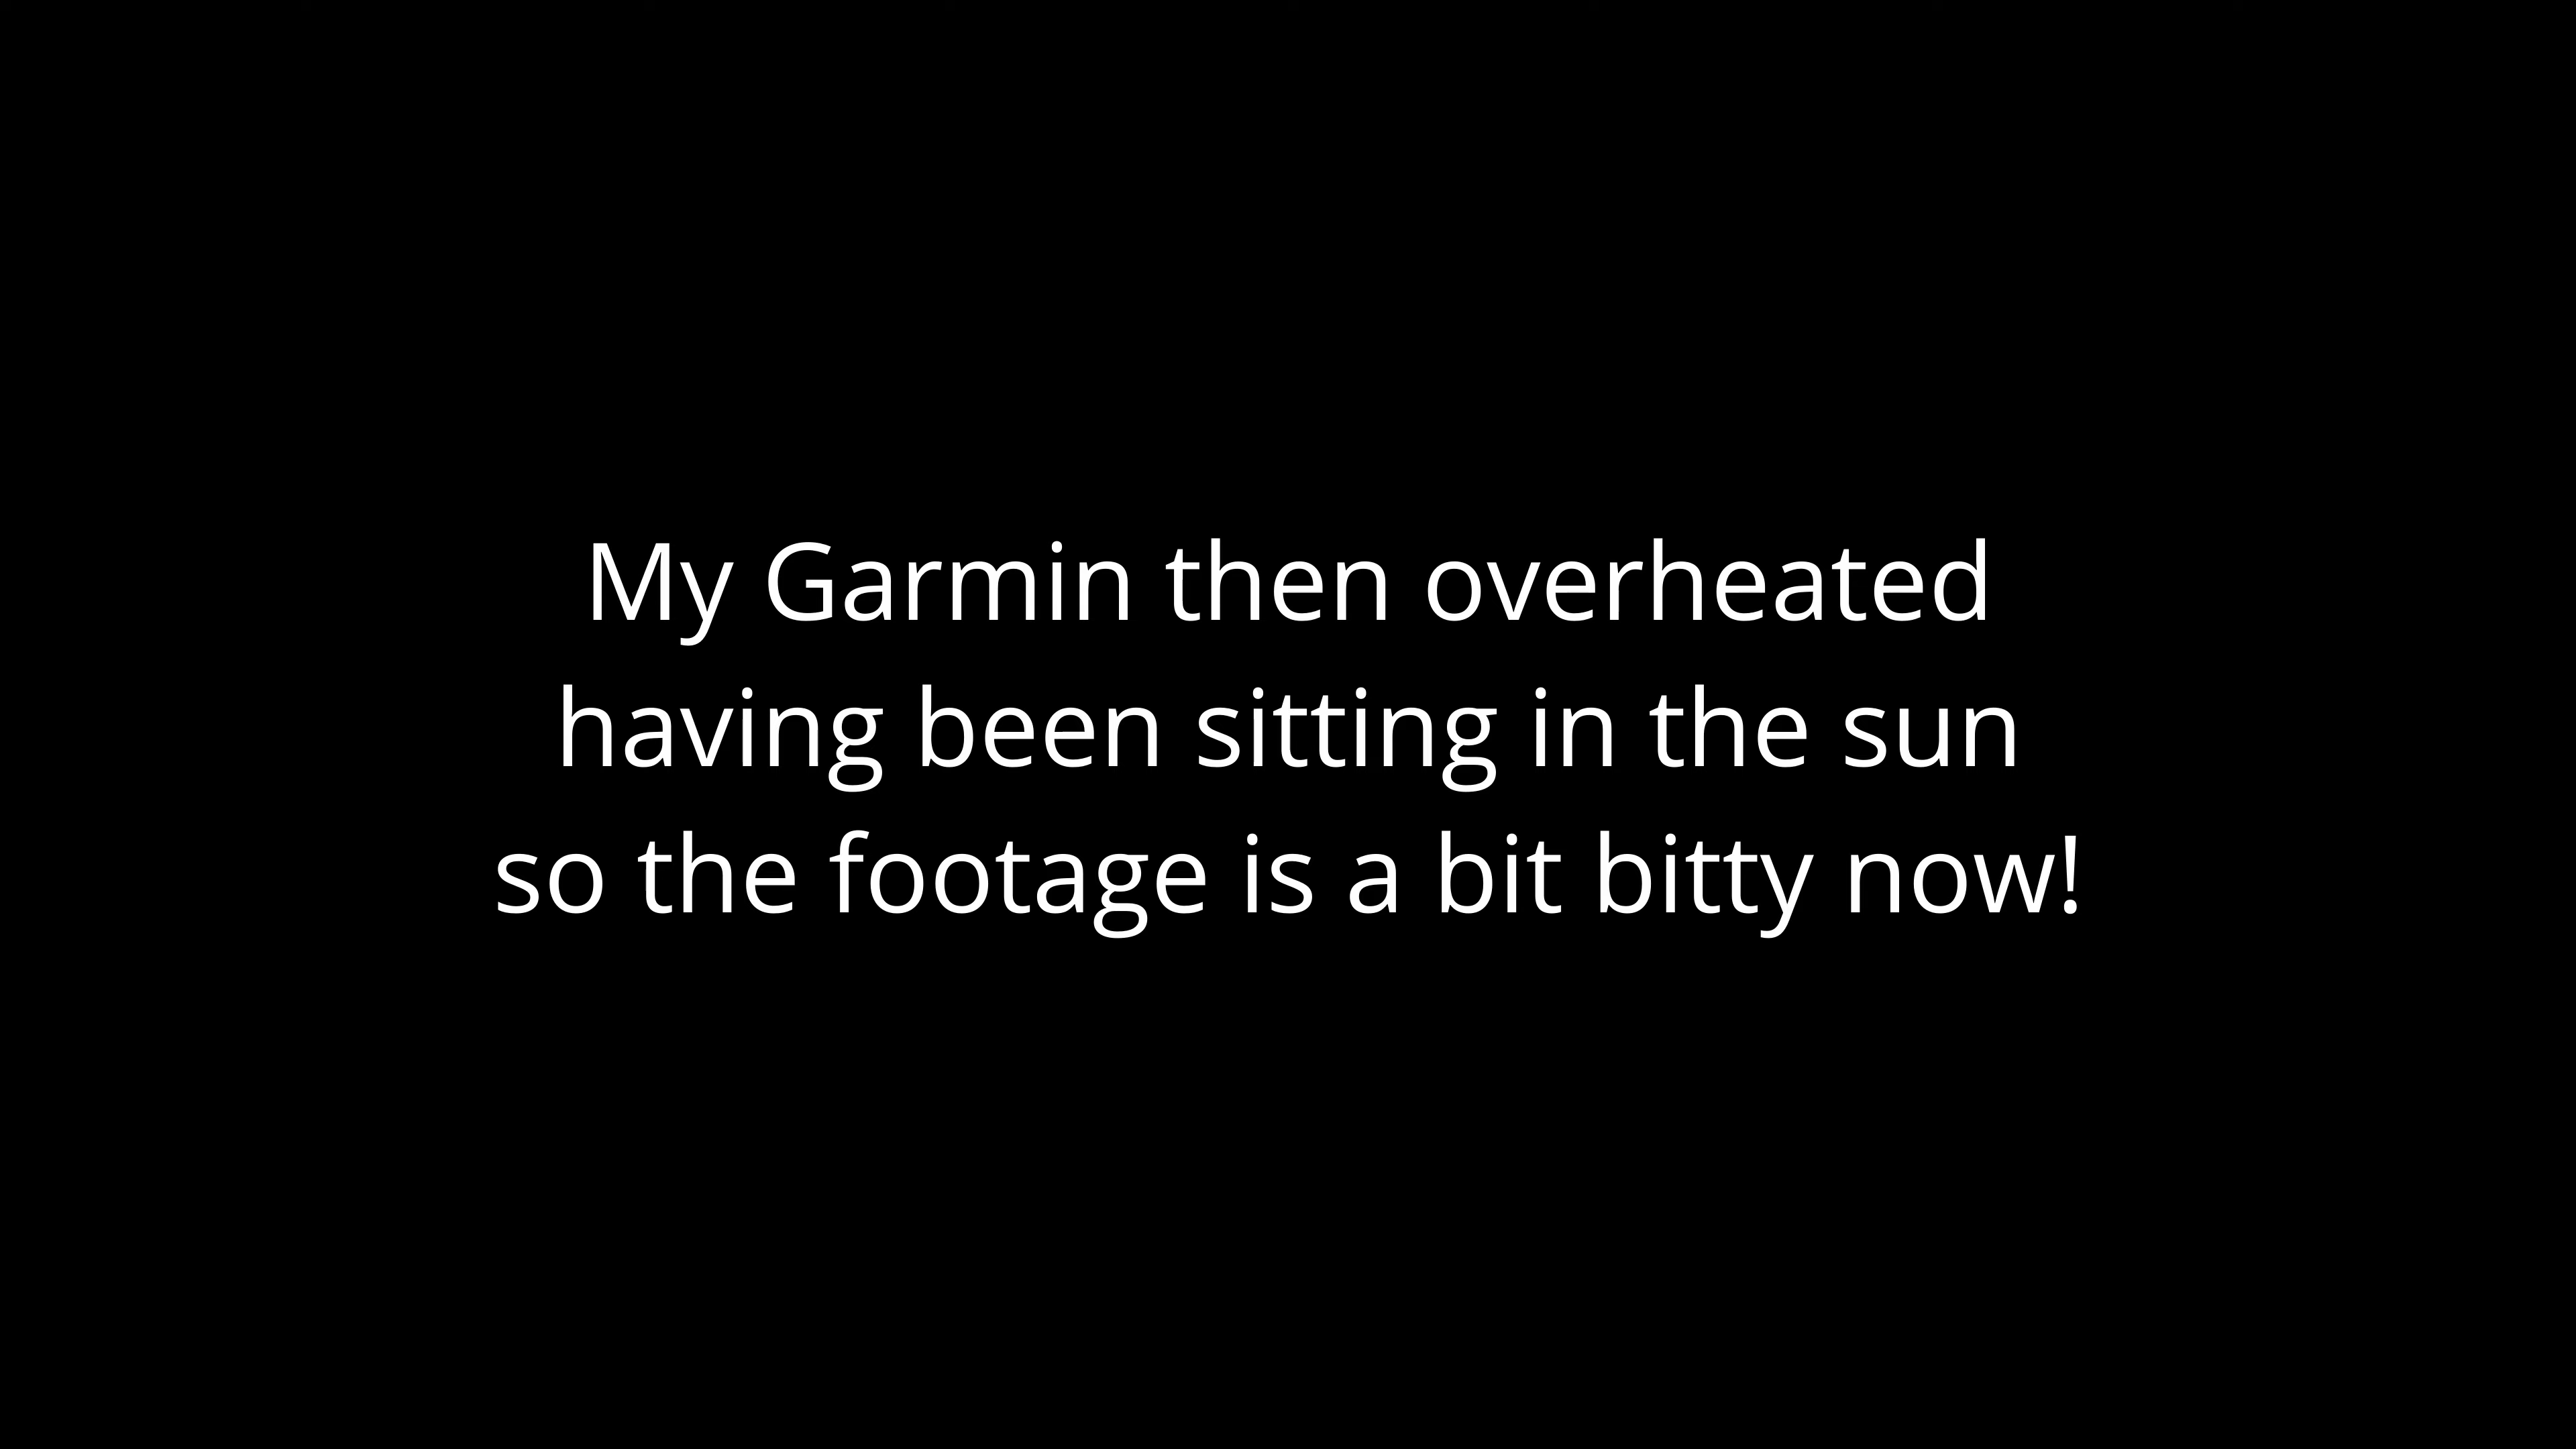 My Garmin then overheated
having been sitting in the sun
so the footage is a bit bitty now!